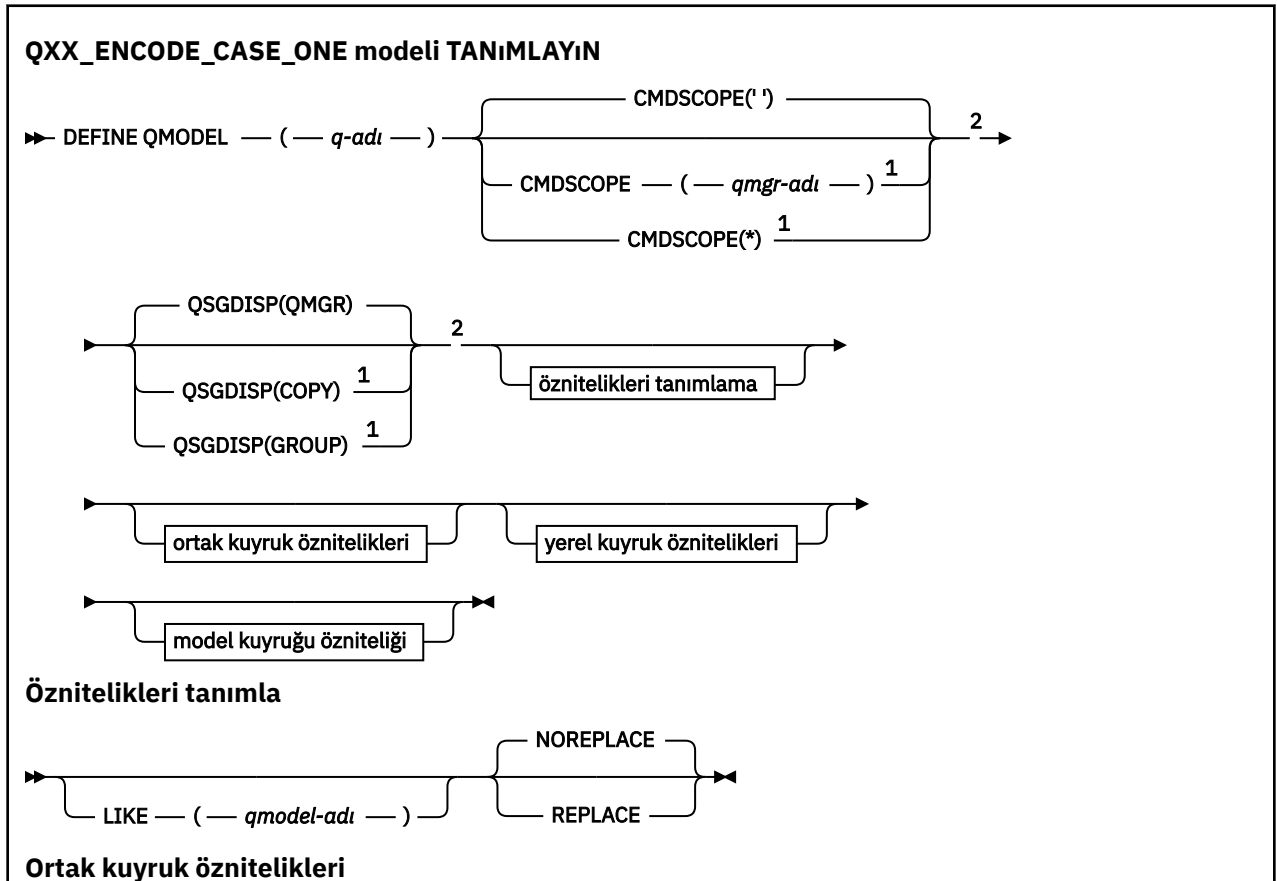 QXX_ENCODE_CASE_ONE modeli TANıMLAYıN
CMDSCOPE(' ')
DEFINE QMODEL ( q-adı ) 2
CMDSCOPE ( qmgr-adı ) 1
CMDSCOPE(*) 1
QSGDISP(QMGR)
2
QSGDISP(COPY) 1
öznitelikleri tanımlama
QSGDISP(GROUP) 1
ortak kuyruk öznitelikleri yerel kuyruk öznitelikleri
model kuyruğu özniteliği
Öznitelikleri tanımla
NOREPLACE
LIKE ( qmodel-adı ) REPLACE
Ortak kuyruk öznitelikleri